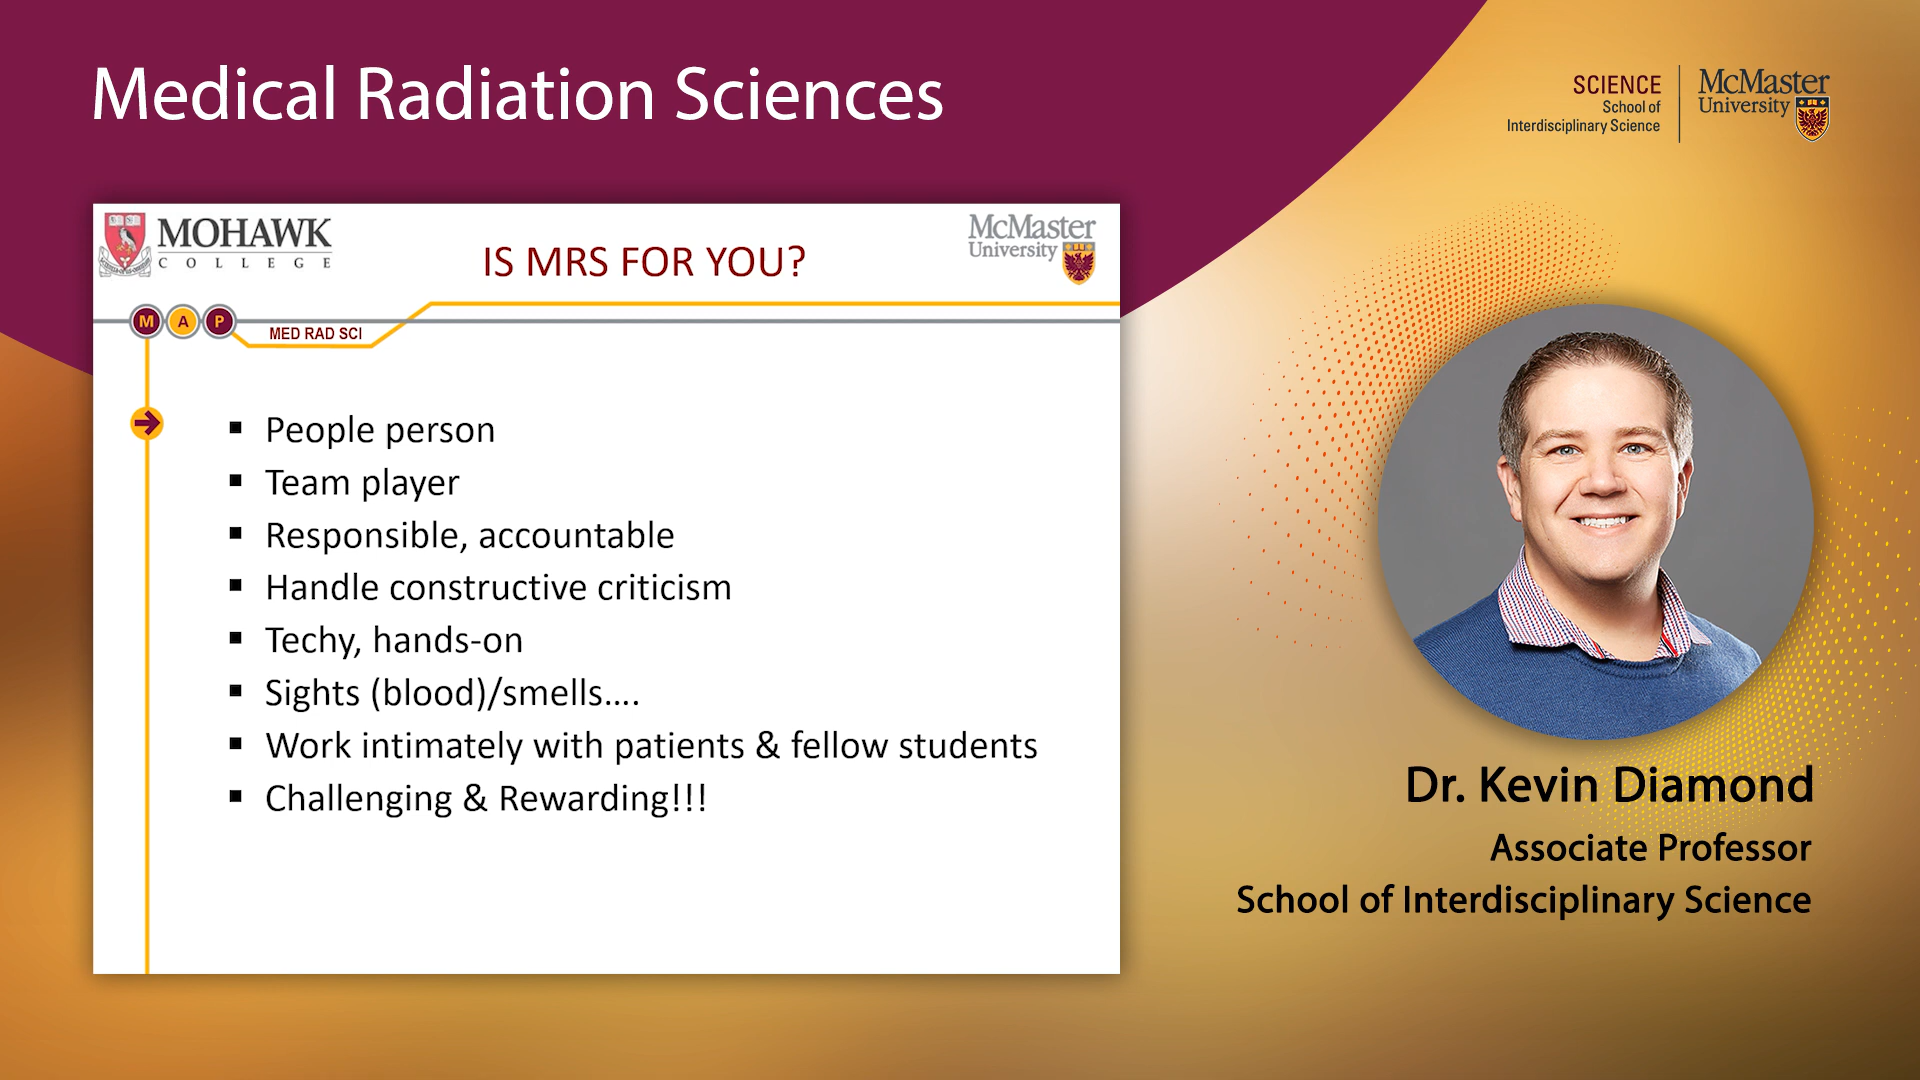 Medical Radiation Sciences
SCIENCE
School of
Interdisciplinary Science
McMaster
University
MOHAWK
COLLEGE
IS MRS FOR YOU?
McMaster
University
M A P
MED RAD SCI
▪ People person
▪ Team player
▪ Responsible, accountable
▪ Handle constructive criticism
▪ Techy, hands-on
▪ Sights (blood)/smells....
▪ Work intimately with patients & fellow students
▪ Challenging & Rewarding!!!
Dr. Kevin Diamond
Associate Professor
School of Interdisciplinary Science